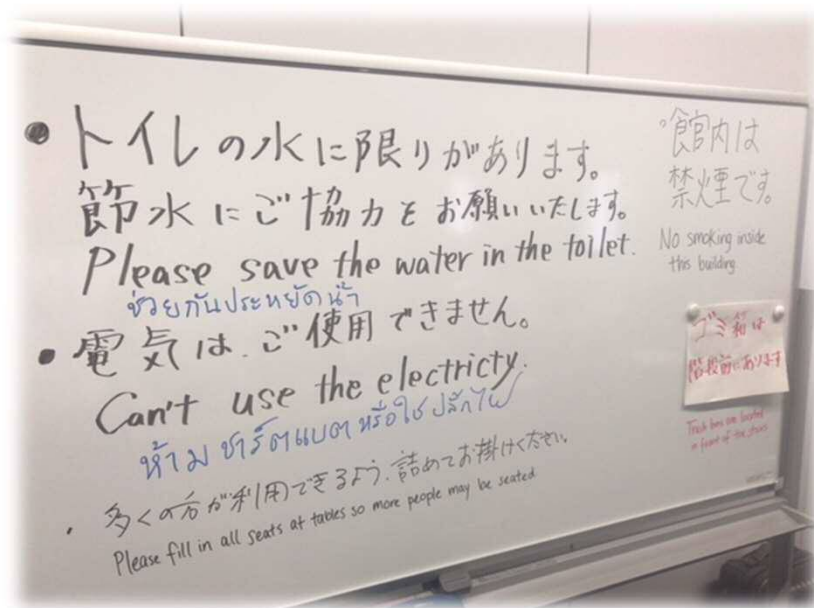 • トイレの水に限りがあります。
節水にご協力をお願いいたします。
Please save the water in the toilet.
ช่วยกันประหยัดน้ำ
• 電気は、ご使用できません。
Can't use the electricty.
ห้ามชาร์ตแบตหรือใช้ปลั๊กไฟ
・多くの方が利用できるよう、詰めてお掛けください。
Please fill in all seats at tables so more people may be seated
。館内は
禁煙です。
No smoking inside
this building.
ゴミ箱は
階段前にあります
Trash bins are located
in front of the stairs